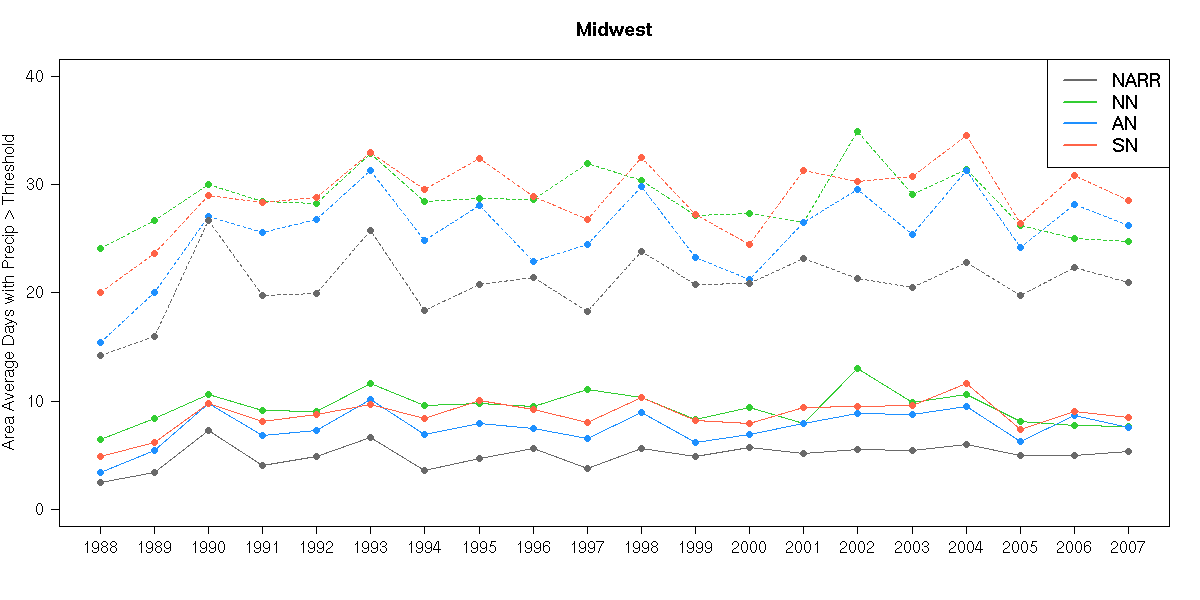 Midwest
Area Average Days with Precip > Threshold
40
30
20
10
0
NARR
NN
AN
SN
1988 1989 1990 1991 1992 1993 1994 1995 1996 1997 1998 1999 2000 2001 2002 2003 2004 2005 2006 2007